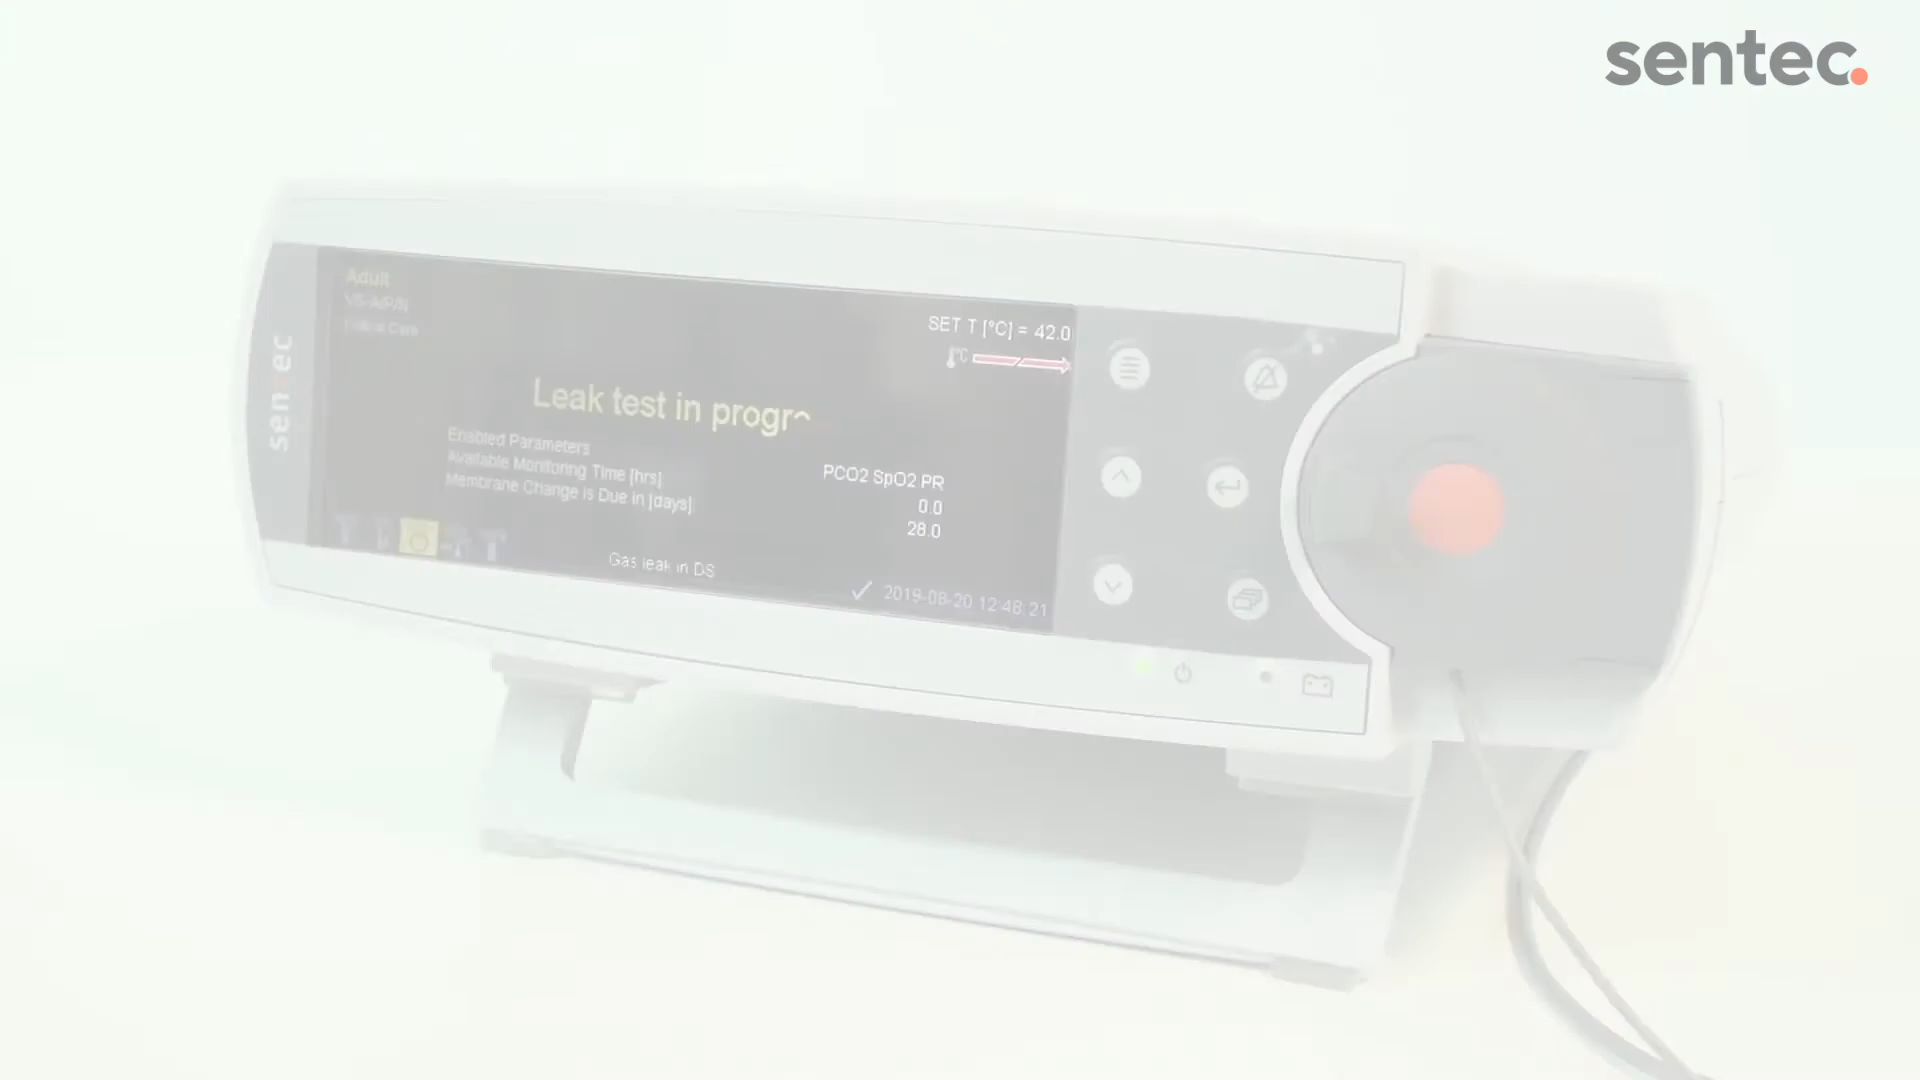 sentec.
sentec
Adult
SET T [°C] = 42.0
°C
Leak test in progr
Enabled Parameters PCO2 SpO2 PR
Available Monitoring Time [hrs] 0.0
Membrane Change is Due in [days] 28.0
Gas leak in DS
2019-08-20 12:48:21